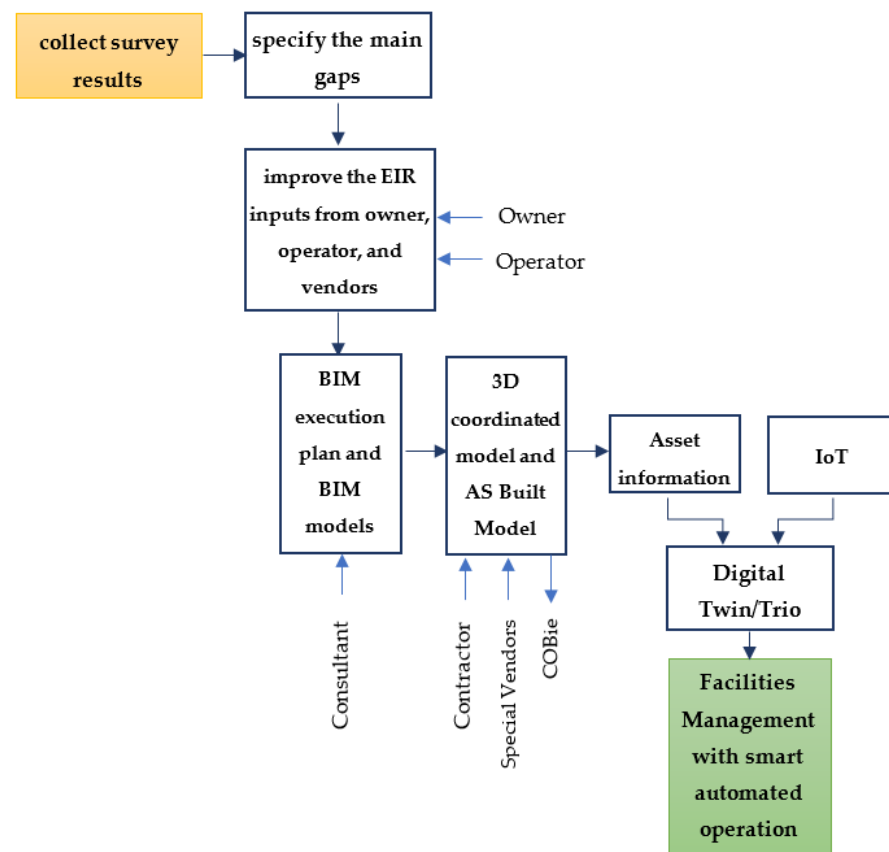 collect survey
results
specify the main
gaps
improve the EIR
inputs from owner,
operator, and
vendors
Owner
Operator
BIM
execution
plan and
BIM
models
3D
coordinated
model and
AS Built
Model
Asset
information
IoT
Digital
Twin/Trio
Consultant
Contractor
Special Vendors
COBie
Facilities
Management
with smart
automated
operation